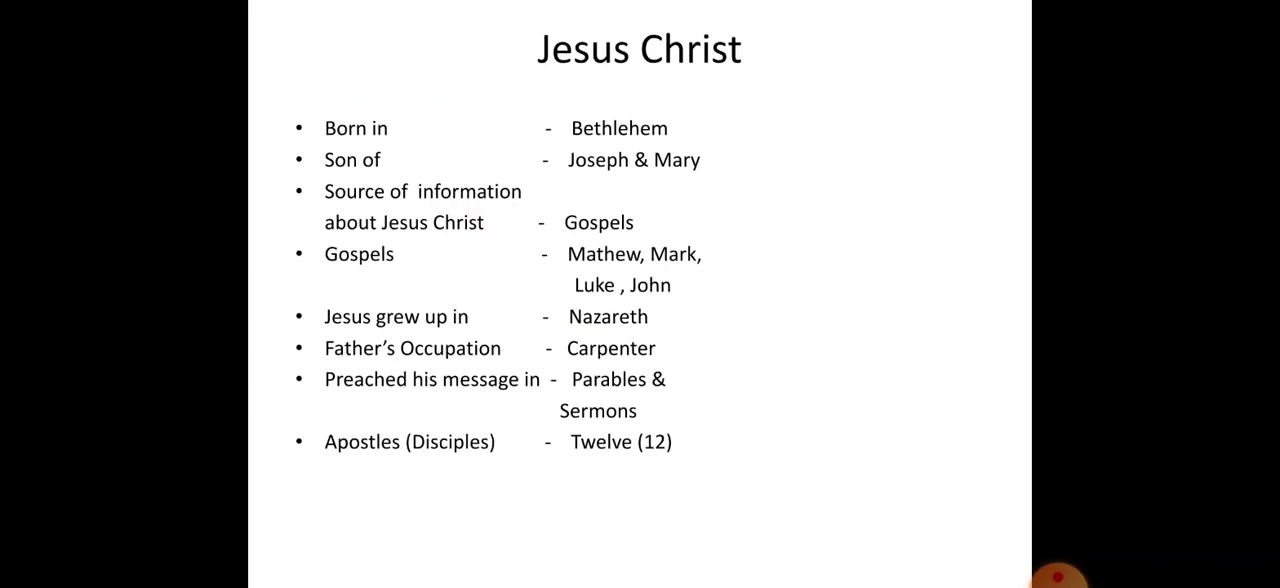 Jesus Christ
• Born in - Bethlehem
• Son of - Joseph & Mary
• Source of information
about Jesus Christ - Gospels
• Gospels - Mathew, Mark,
Luke , John
• Jesus grew up in - Nazareth
• Father’s Occupation - Carpenter
• Preached his message in - Parables &
Sermons
• Apostles (Disciples) - Twelve (12)